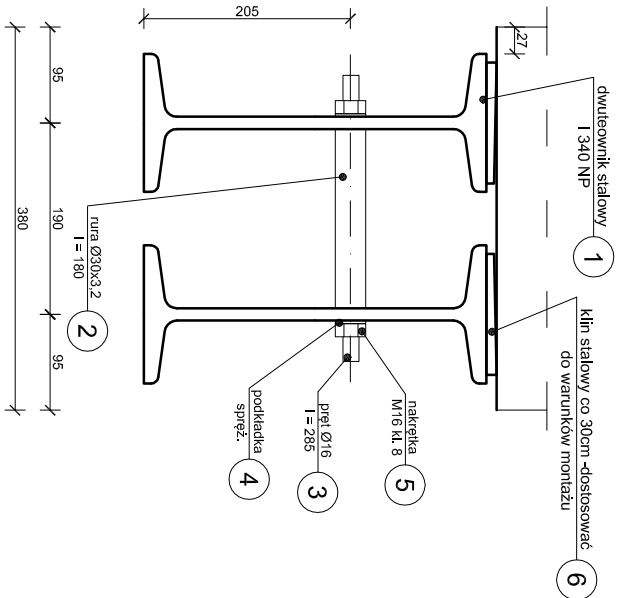 205
27
95
190
95
380
dwuteownik stalowy
I 340 NP
1
rura Ø30x3,2
l = 180
2
pręt Ø16
l = 285
3
podkładka
spręż.
4
nakrętka
M16 kl. 8
5
klin stalowy co 30cm -dostosować
do warunków montażu
6